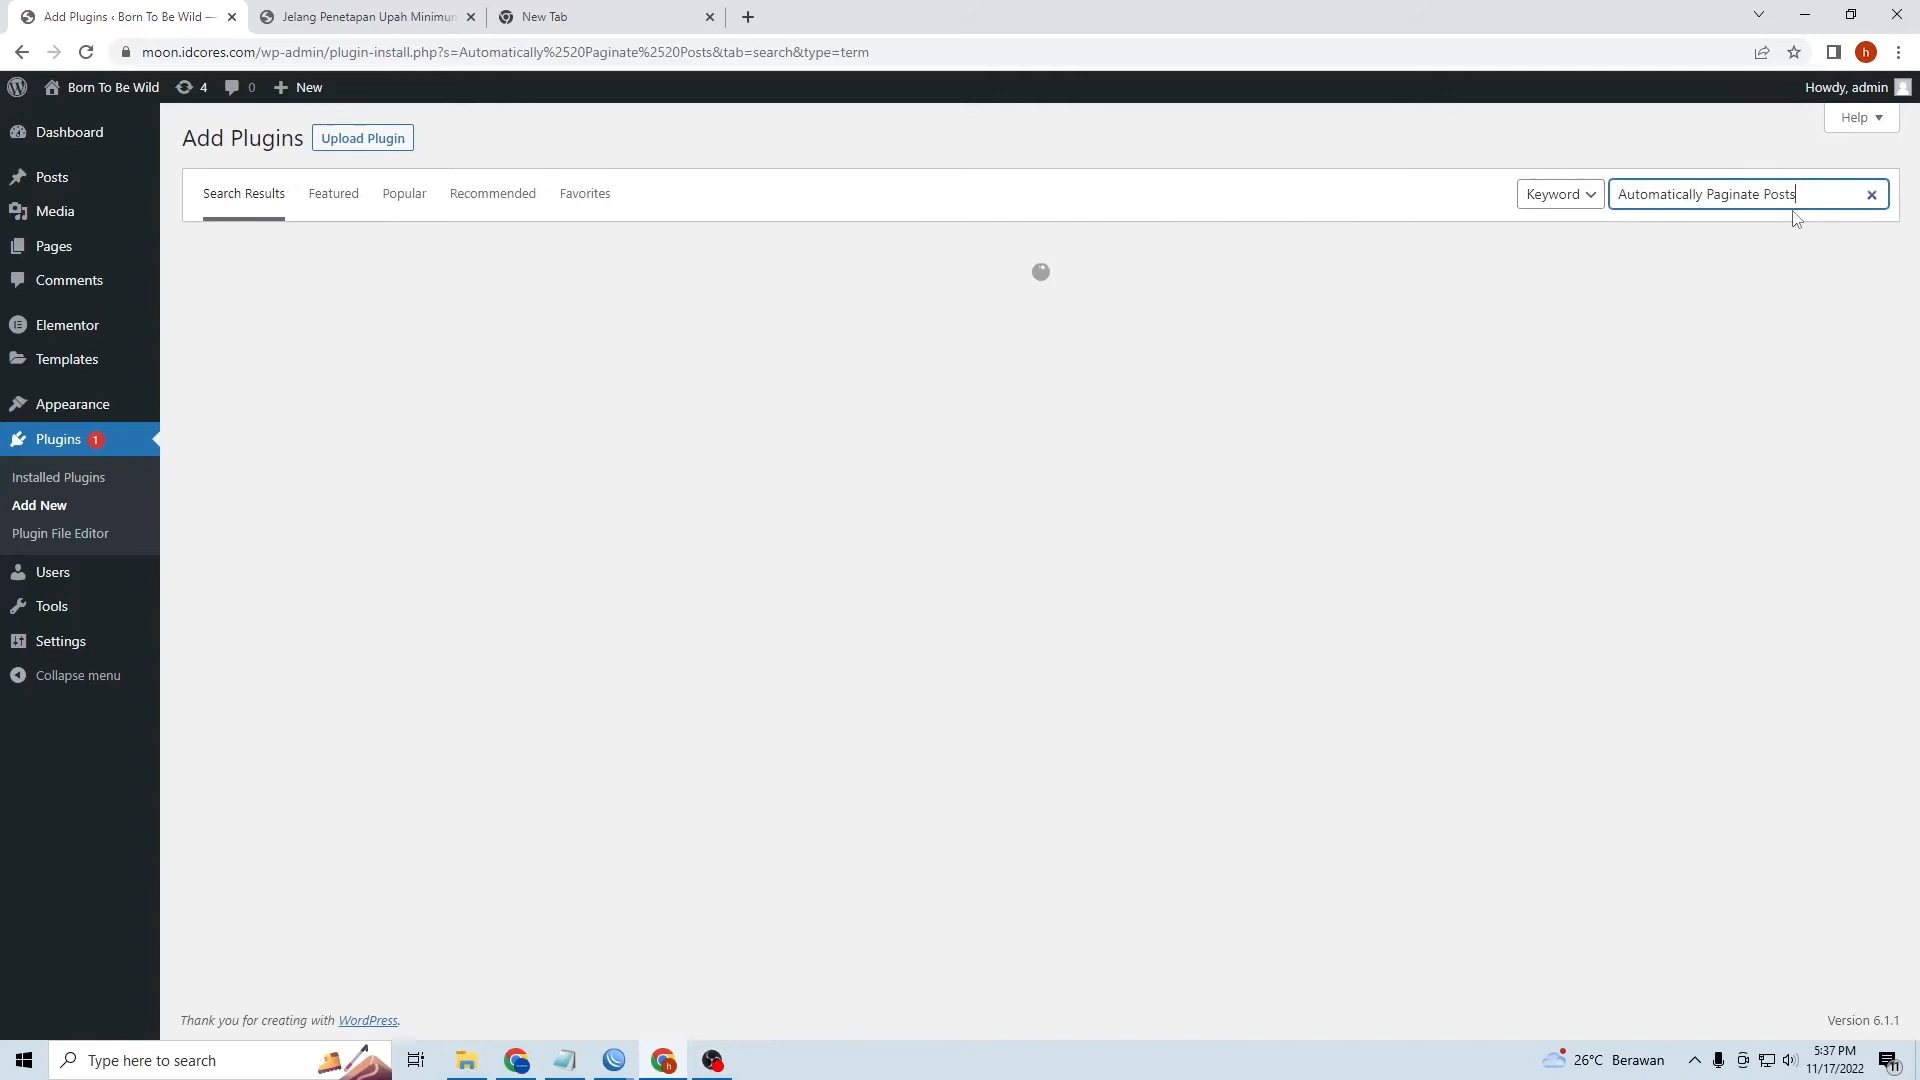 Add Plugins ‹ Born To Be Wild —
Jelang Penetapan Upah Minimun
New Tab
moon.idcores.com/wp-admin/plugin-install.php?s=Automatically%2520Paginate%2520Posts&tab=search&type=term
h
Born To Be Wild
4
0
New
Howdy, admin
Dashboard
Posts
Media
Pages
Comments
Elementor
Templates
Appearance
Plugins 1
Installed Plugins
Add New
Plugin File Editor
Users
Tools
Settings
Collapse menu
Help
Add Plugins
Upload Plugin
Search Results
Featured
Popular
Recommended
Favorites
Keyword
Automatically Paginate Posts
Thank you for creating with WordPress.
Version 6.1.1
Type here to search
h
26°C Berawan
5:37 PM
11/17/2022
11